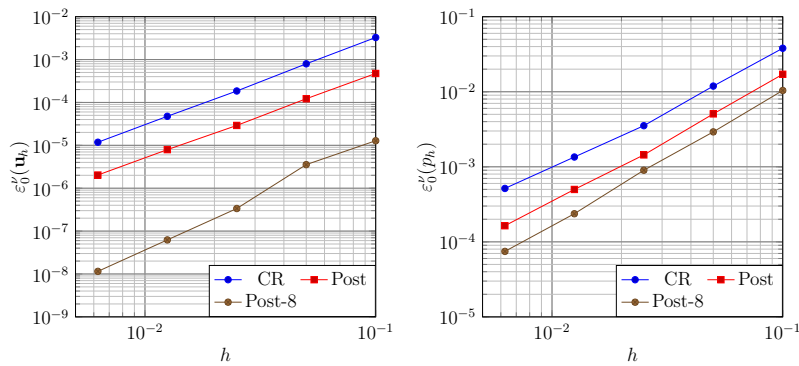 10^{-2}
10^{-3}
10^{-4}
10^{-5}
10^{-6}
10^{-7}
10^{-8}
10^{-9}
ε_0^ν(𝐮_h)
10^{-2}
10^{-1}
h
CR
Post
Post-8
10^{-1}
10^{-2}
10^{-3}
10^{-4}
10^{-5}
ε_0^ν(p_h)
10^{-2}
10^{-1}
h
CR
Post
Post-8